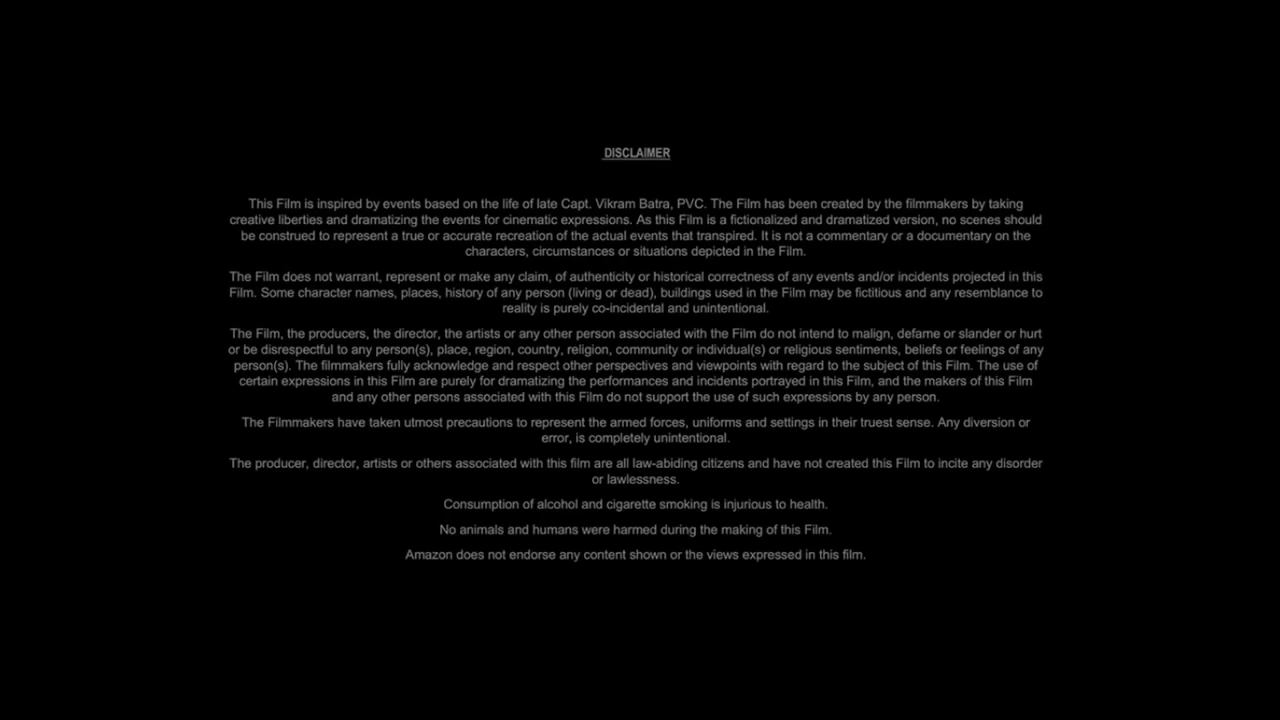 DISCLAIMER
This Film is inspired by events based on the life of late Capt. Vikram Batra, PVC. The Film has been created by the filmmakers by taking
creative liberties and dramatizing the events for cinematic expressions. As this Film is a fictionalized and dramatized version, no scenes should
be construed to represent a true or accurate recreation of the actual events that transpired. It is not a commentary or a documentary on the
characters, circumstances or situations depicted in the Film.
The Film does not warrant, represent or make any claim, of authenticity or historical correctness of any events and/or incidents projected in this
Film. Some character names, places, history of any person (living or dead), buildings used in the Film may be fictitious and any resemblance to
reality is purely co-incidental and unintentional.
The Film, the producers, the director, the artists or any other person associated with the Film do not intend to malign, defame or slander or hurt
or be disrespectful to any person(s), place, region, country, religion, community or individual(s) or religious sentiments, beliefs or feelings of any
person(s). The filmmakers fully acknowledge and respect other perspectives and viewpoints with regard to the subject of this Film. The use of
certain expressions in this Film are purely for dramatizing the performances and incidents portrayed in this Film, and the makers of this Film
and any other persons associated with this Film do not support the use of such expressions by any person.
The Filmmakers have taken utmost precautions to represent the armed forces, uniforms and settings in their truest sense. Any diversion or
error, is completely unintentional.
The producer, director, artists or others associated with this film are all law-abiding citizens and have not created this Film to incite any disorder
or lawlessness.
Consumption of alcohol and cigarette smoking is injurious to health.
No animals and humans were harmed during the making of this Film.
Amazon does not endorse any content shown or the views expressed in this film.